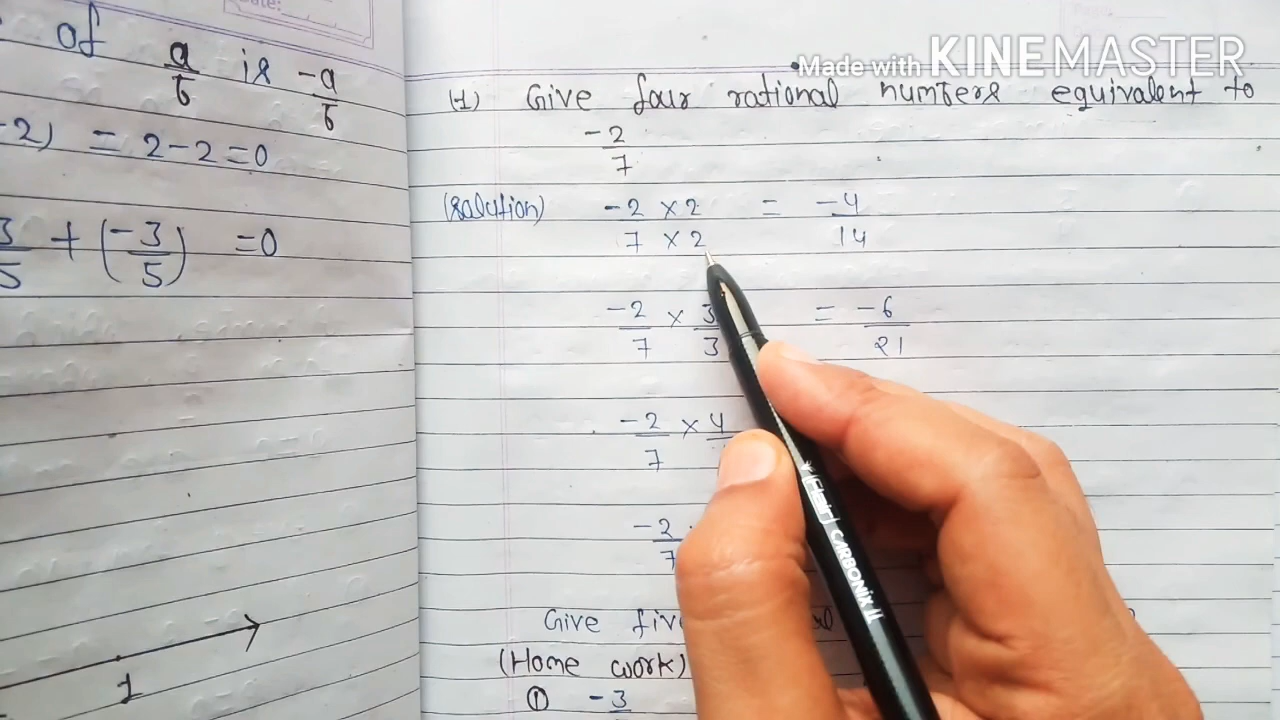 of a/b is -a/b
-2) = 2-2=0
3/5 + (-3/5) =0
1
Made with KINEMASTER
(1) Give four rational numbers equivalent to
-2/7
(Solution) -2 × 2 / 7 × 2 = -4/14
-2/7 × 3/3 = -6/21
-2/7 × 4
-2/7
Give
(Home work)
① -3
Flair CARBONIX